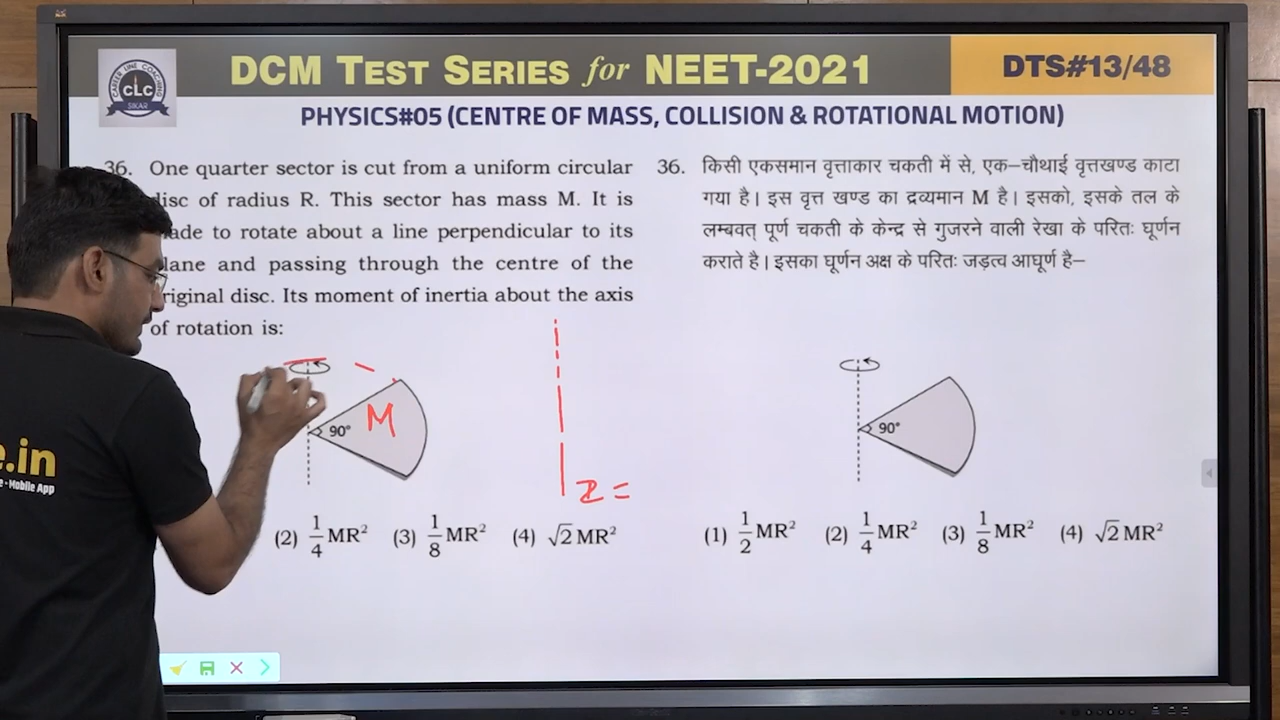 DCM TEST SERIES for NEET-2021
DTS#13/48
CAREER LINE COACHING
CLC
SIKAR
PHYSICS#05 (CENTRE OF MASS, COLLISION & ROTATIONAL MOTION)
36. One quarter sector is cut from a uniform circular
disc of radius R. This sector has mass M. It is
ade to rotate about a line perpendicular to its
lane and passing through the centre of the
riginal disc. Its moment of inertia about the axis
of rotation is:
M
90°
I =
(2) 1/4 MR² (3) 1/8 MR² (4) √2 MR²
36. किसी एकसमान वृत्ताकार चकती में से, एक–चौथाई वृत्तखण्ड काटा
गया है। इस वृत्त खण्ड का द्रव्यमान M है। इसको, इसके तल के
लम्बवत् पूर्ण चकती के केन्द्र से गुजरने वाली रेखा के परितः घूर्णन
कराते है। इसका घूर्णन अक्ष के परितः जड़त्व आघूर्ण है–
90°
(1) 1/2 MR² (2) 1/4 MR² (3) 1/8 MR² (4) √2 MR²
e.in
e - Mobile App